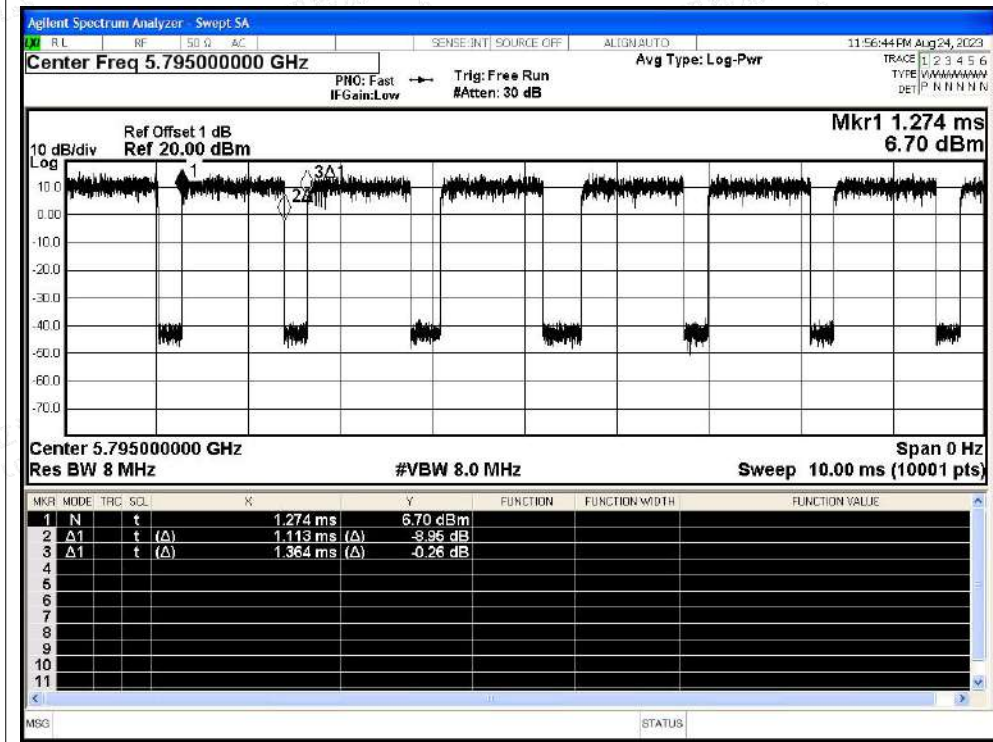 Agilent Spectrum Analyzer - Swept SA
LXI RL RF 50 Ω AC SENSE:INT SOURCE OFF ALIGN AUTO 11:56:44 PM Aug 24, 2023
Center Freq 5.795000000 GHz Avg Type: Log-Pwr TRACE 1 2 3 4 5 6
PNO: Fast Trig: Free Run TYPE WWWWWW
IFGain:Low #Atten: 30 dB DET P N N N N N
Mkr1 1.274 ms
6.70 dBm
Ref Offset 1 dB
10 dB/div Ref 20.00 dBm
Log
1
3Δ1
10.0
0.00
-10.0
-20.0
-30.0
-40.0
-50.0
-60.0
-70.0
Center 5.795000000 GHz Span 0 Hz
Res BW 8 MHz #VBW 8.0 MHz Sweep 10.00 ms (10001 pts)
MKR MODE TRC SCL X Y FUNCTION FUNCTION WIDTH FUNCTION VALUE
1 N t 1.274 ms 6.70 dBm
2 Δ1 t (Δ) 1.113 ms (Δ) -8.95 dB
3 Δ1 t (Δ) 1.364 ms (Δ) -0.26 dB
4
5
6
7
8
9
10
11
MSG STATUS